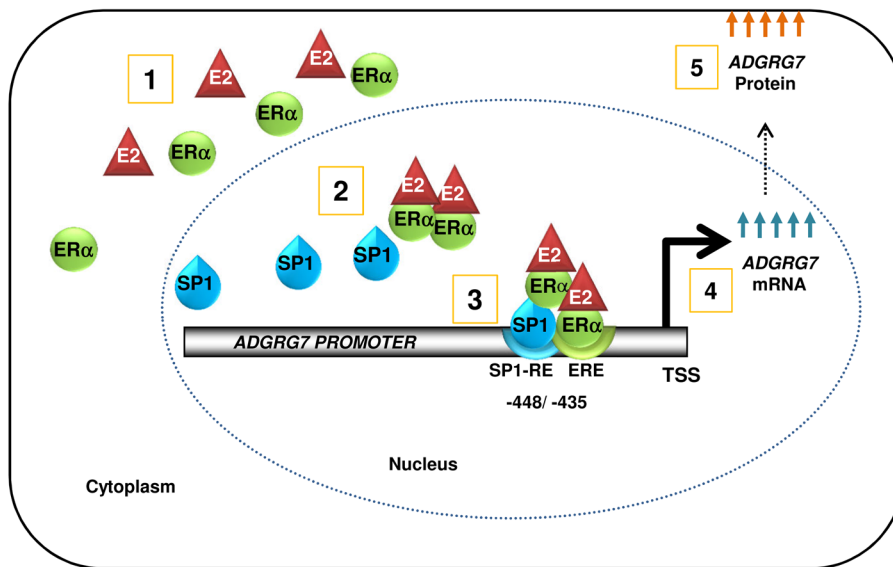 1
E2
E2
ERα
5
ADGRG7
Protein
ERα
E2
ERα
2
E2
E2
ERα
ERα
ERα
SP1
SP1
SP1
E2
3
ERα
E2
SP1
ERα
4
ADGRG7
mRNA
ADGRG7 PROMOTER
SP1-RE
ERE
TSS
-448/ -435
Nucleus
Cytoplasm